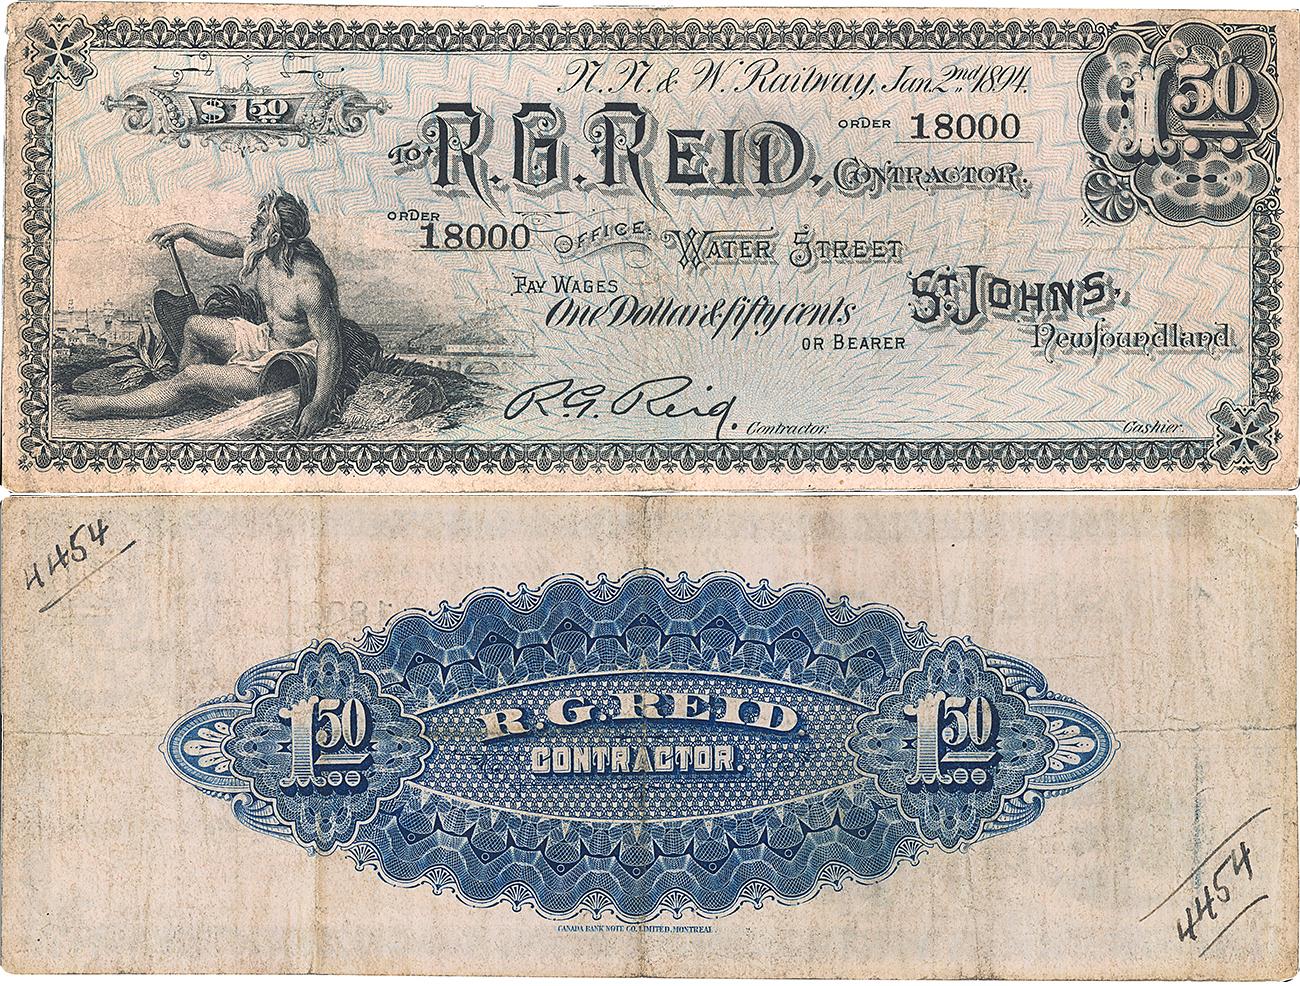 N. N. & W. Railway, Jan. 2nd 1894.
1 50
$1 50
TO R.G. REID, CONTRACTOR.
ORDER 18000
ORDER 18000
OFFICE: WATER STREET
ST. JOHNS.
Newfoundland
PAY WAGES
One Dollar & fifty cents
OR BEARER
R.G. Reid.
Contractor.
Cashier.
4454
1 50
R.G. REID.
CONTRACTOR.
1 50
CANADA BANK NOTE CO. LIMITED. MONTREAL.
4454